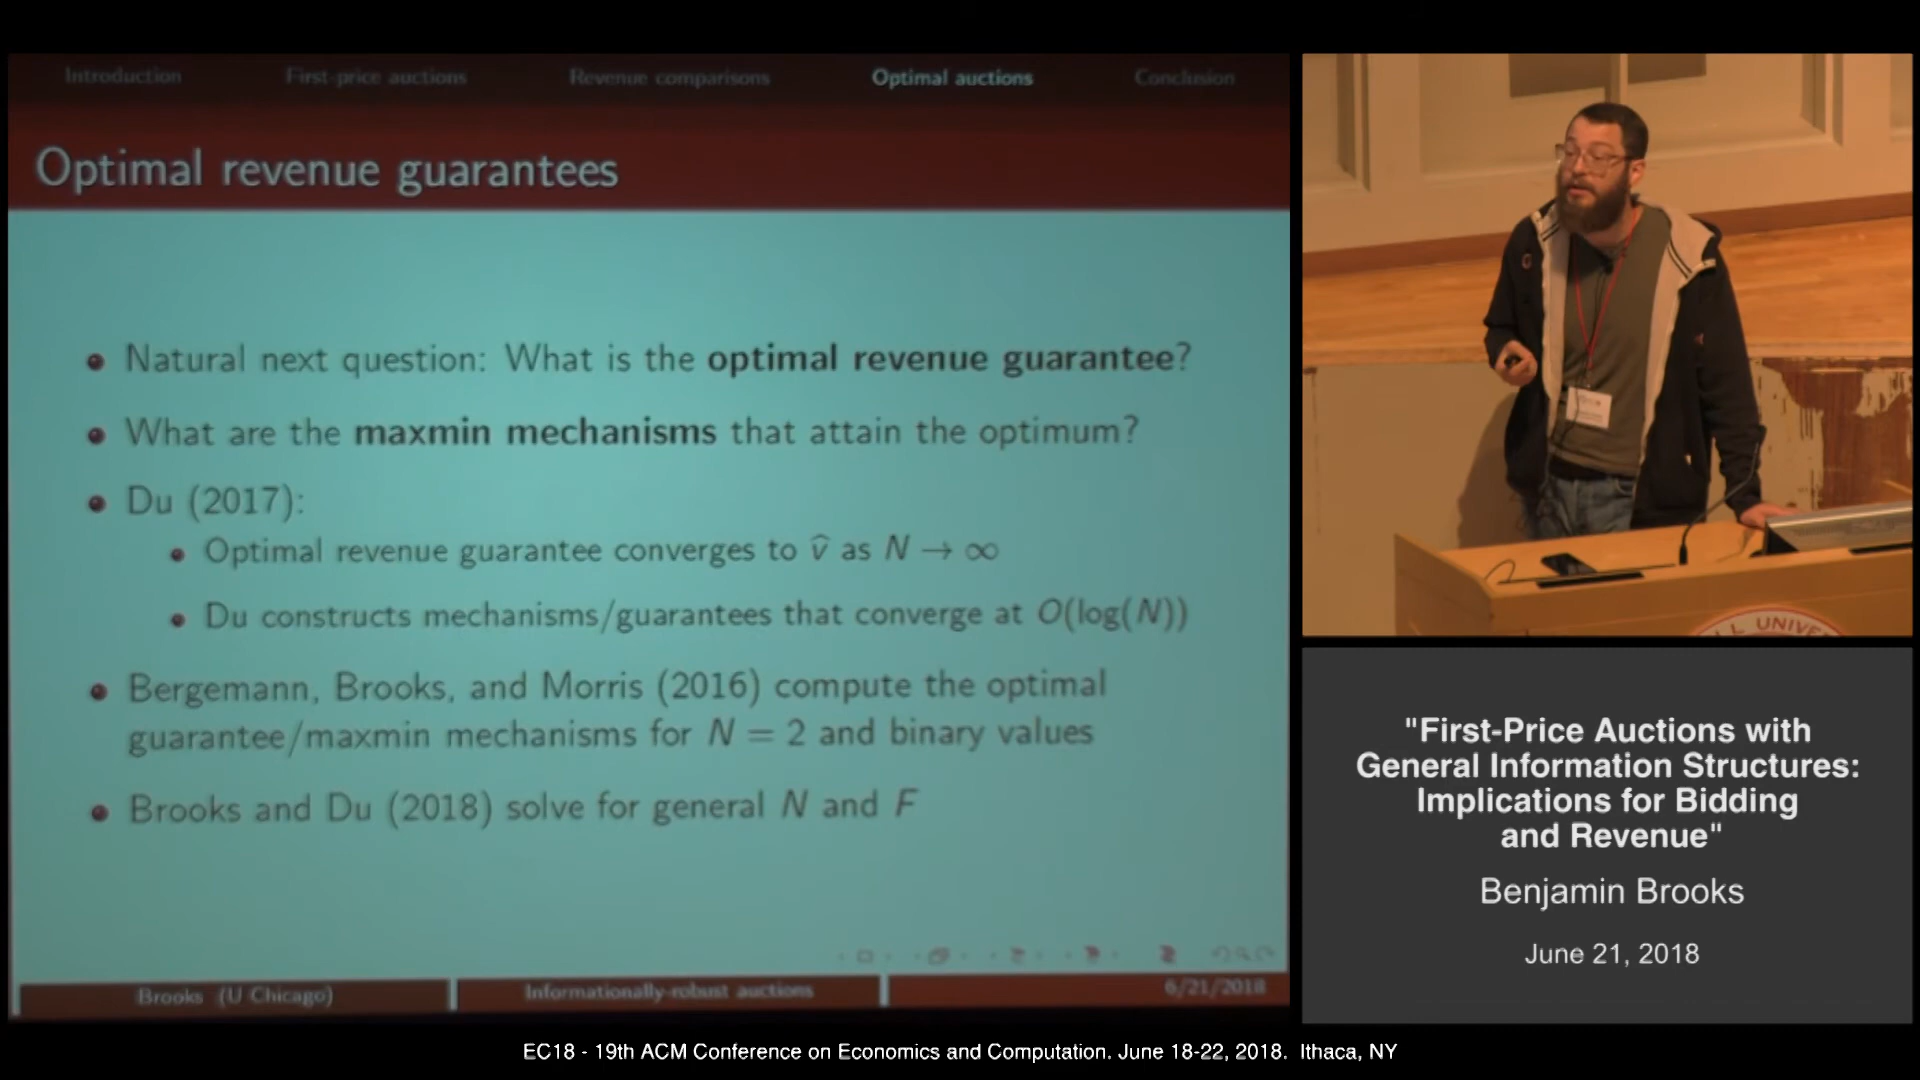 Introduction First-price auctions Revenue comparisons Optimal auctions Conclusion
Optimal revenue guarantees
Natural next question: What is the optimal revenue guarantee?
What are the maxmin mechanisms that attain the optimum?
Du (2017):
Optimal revenue guarantee converges to v̂ as N → ∞
Du constructs mechanisms/guarantees that converge at O(log(N))
Bergemann, Brooks, and Morris (2016) compute the optimal
guarantee/maxmin mechanisms for N = 2 and binary values
Brooks and Du (2018) solve for general N and F
Brooks (U Chicago) Informationally-robust auctions 6/21/2018
"First-Price Auctions with
General Information Structures:
Implications for Bidding
and Revenue"
Benjamin Brooks
June 21, 2018
EC18 - 19th ACM Conference on Economics and Computation. June 18-22, 2018. Ithaca, NY